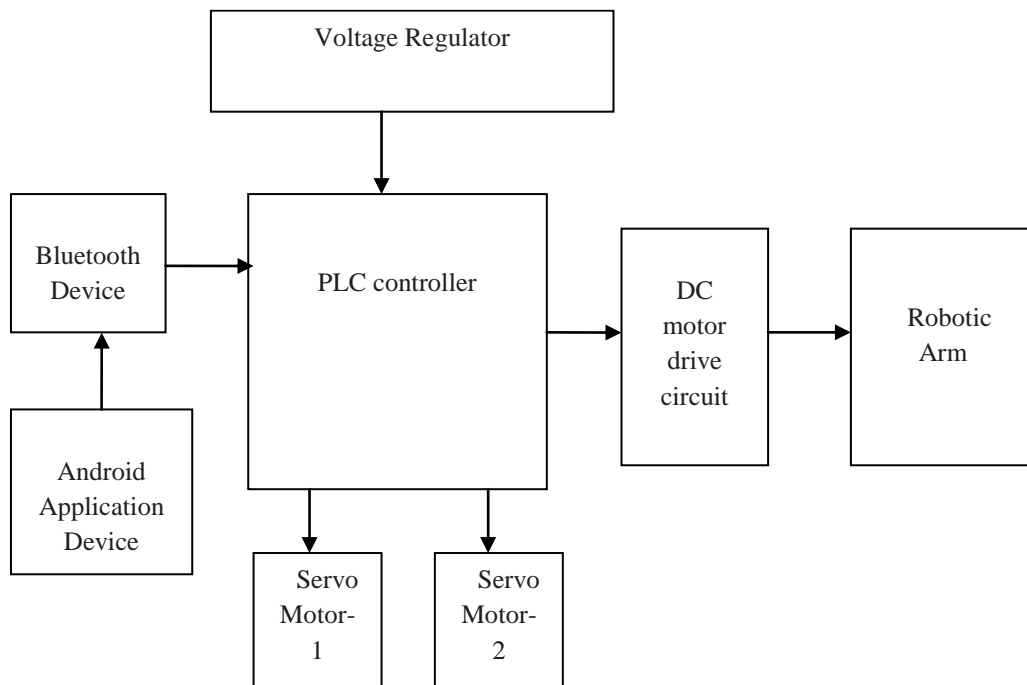 Voltage Regulator
Bluetooth
Device
PLC controller
DC
motor
drive
circuit
Robotic
Arm
Android
Application
Device
Servo
Motor-
1
Servo
Motor-
2